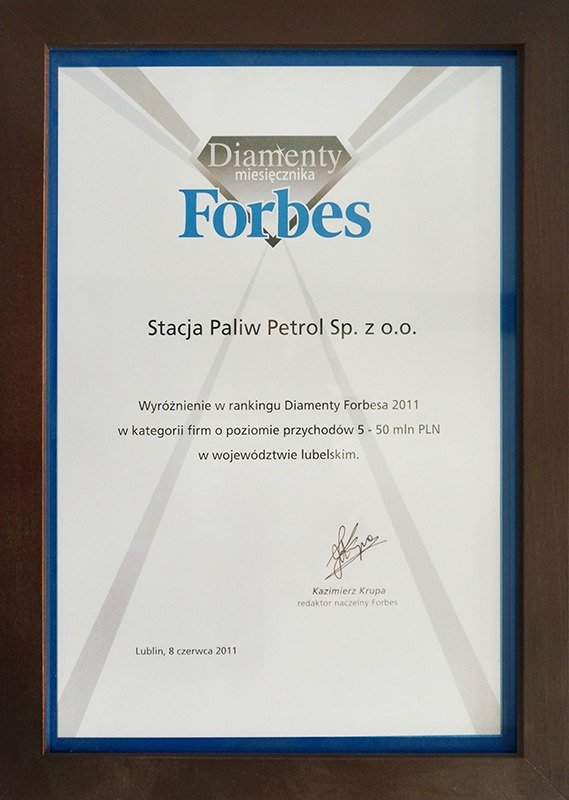 Diamenty
miesięcznika
Forbes
Stacja Paliw Petrol Sp. z o.o.
Wyróżnienie w rankingu Diamenty Forbesa 2011
w kategorii firm o poziomie przychodów 5 - 50 mln PLN
w województwie lubelskim.
Kazimierz Krupa
redaktor naczelny Forbes
Lublin, 8 czerwca 2011